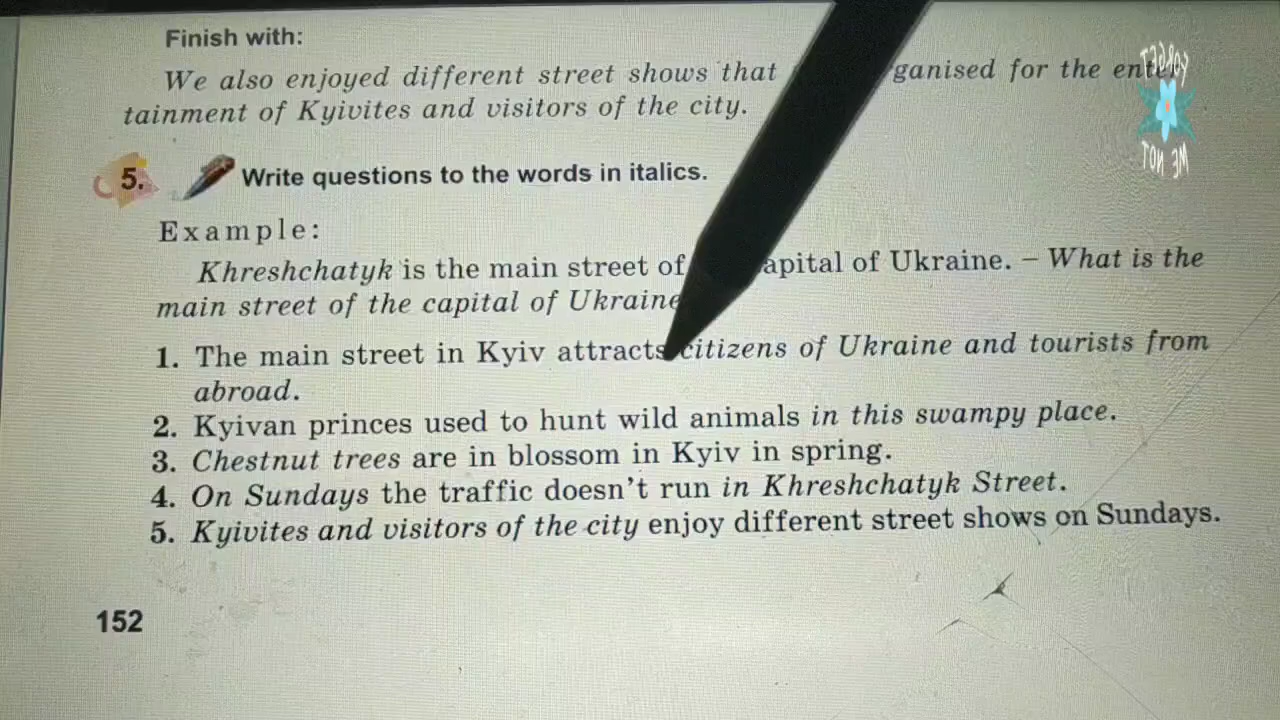 Finish with:
We also enjoyed different street shows that ganised for the enter
tainment of Kyivites and visitors of the city.
5. Write questions to the words in italics.
Example:
Khreshchatyk is the main street of apital of Ukraine. – What is the
main street of the capital of Ukraine
1. The main street in Kyiv attracts citizens of Ukraine and tourists from
abroad.
2. Kyivan princes used to hunt wild animals in this swampy place.
3. Chestnut trees are in blossom in Kyiv in spring.
4. On Sundays the traffic doesn't run in Khreshchatyk Street.
5. Kyivites and visitors of the city enjoy different street shows on Sundays.
152
FORGET
ME NOT